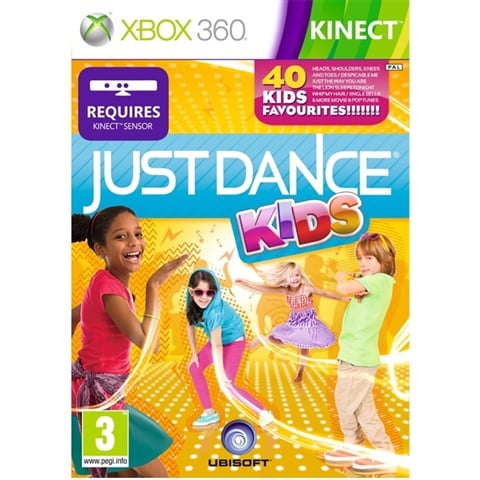 XBOX 360
KINECT™
PAL
REQUIRES
KINECT™ SENSOR
40
KIDS
FAVOURITES!!!!!!!
HEADS, SHOULDERS, KNEES
AND TOES / DESPICABLE ME
JUST THE WAY YOU ARE
THE LION SLEEPS TONIGHT
WHIP MY HAIR / JINGLE BELLS
& MORE MOVIE & POP TUNES
JUST DANCE®
KIDS
3
www.pegi.info
UBISOFT